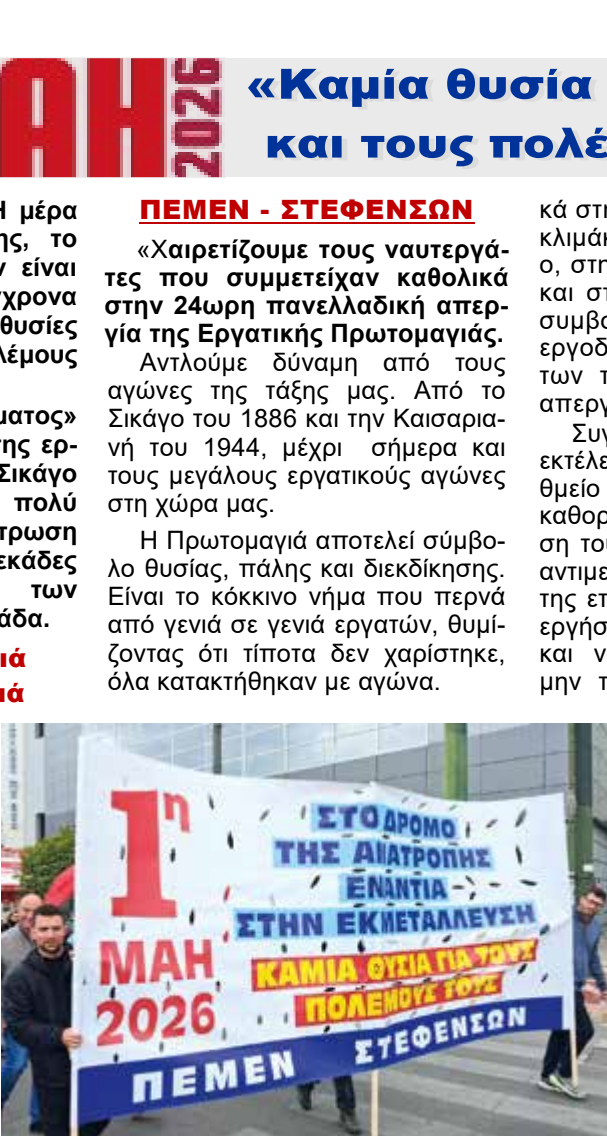 ΜΑΗ 2026
«Καμία θυσία
και τους πολέ
Η μέρα
ης, το
ν είναι
χρονα
θυσίες
λέμους
ματος»
ης ερ-
Σικάγο
πολύ
τρωση
εκάδες
των
άδα.
ιά
ιά
ΠΕΜΕΝ - ΣΤΕΦΕΝΣΩΝ
«Χαιρετίζουμε τους ναυτεργά-
τες που συμμετείχαν καθολικά
στην 24ωρη πανελλαδική απερ-
γία της Εργατικής Πρωτομαγιάς.
Αντλούμε δύναμη από τους
αγώνες της τάξης μας. Από το
Σικάγο του 1886 και την Καισαρια-
νή του 1944, μέχρι σήμερα και
τους μεγάλους εργατικούς αγώνες
στη χώρα μας.
Η Πρωτομαγιά αποτελεί σύμβο-
λο θυσίας, πάλης και διεκδίκησης.
Είναι το κόκκινο νήμα που περνά
από γενιά σε γενιά εργατών, θυμί-
ζοντας ότι τίποτα δεν χαρίστηκε,
όλα κατακτήθηκαν με αγώνα.
κά στη
κλιμάκ
ο, στη
και στ
συμβο
εργοδ
των τ
απεργ
Συγ
εκτέλε
θμείο
καθορ
ση του
αντιμε
της επ
εργήσ
και ν
μην τ
1η
ΜΑΗ
2026
ΣΤΟ ΔΡΟΜΟ
ΤΗΣ ΑΝΑΤΡΟΠΗΣ
ΕΝΑΝΤΙΑ
ΣΤΗΝ ΕΚΜΕΤΑΛΛΕΥΣΗ
ΚΑΜΙΑ ΘΥΣΙΑ ΓΙΑ ΤΟΥΣ
ΠΟΛΕΜΟΥΣ ΤΟΥΣ
ΠΕΜΕΝ ΣΤΕΦΕΝΣΩΝ